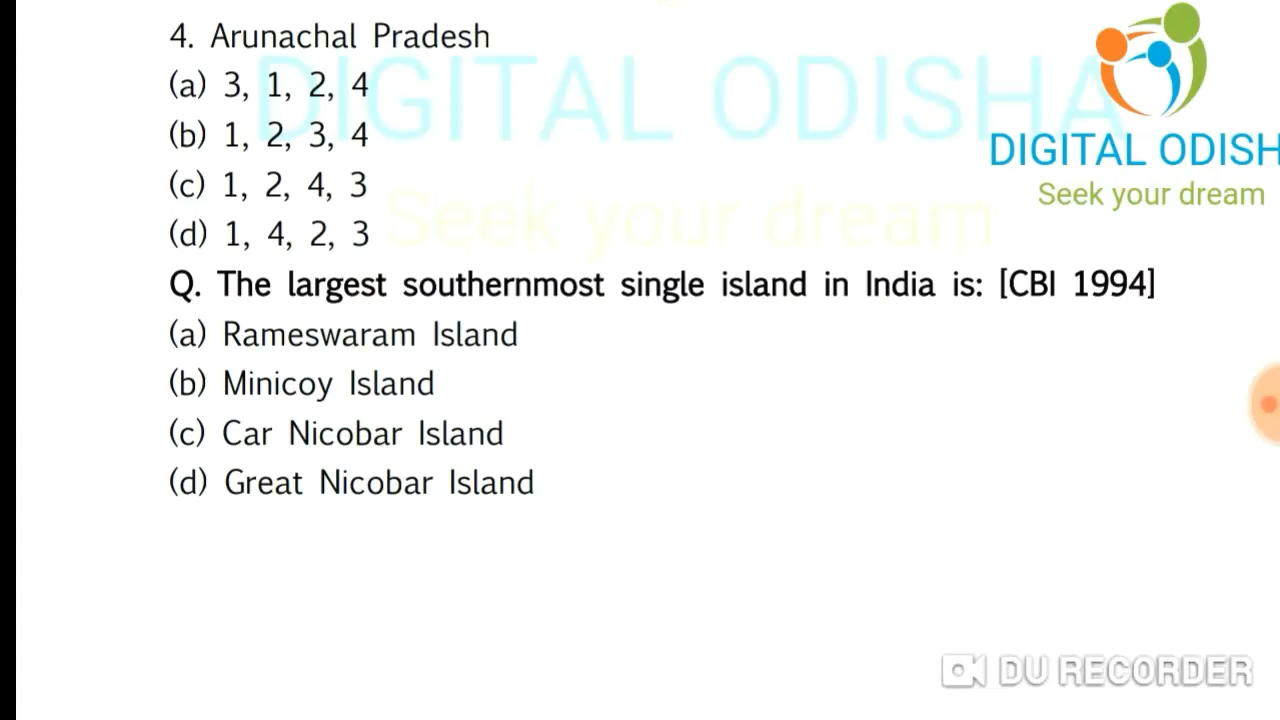 4. Arunachal Pradesh
(a) 3, 1, 2, 4
(b) 1, 2, 3, 4
(c) 1, 2, 4, 3
(d) 1, 4, 2, 3
Q. The largest southernmost single island in India is: [CBI 1994]
(a) Rameswaram Island
(b) Minicoy Island
(c) Car Nicobar Island
(d) Great Nicobar Island
DIGITAL ODISHA
Seek your dream
DIGITAL ODISH
Seek your dream
DU RECORDER